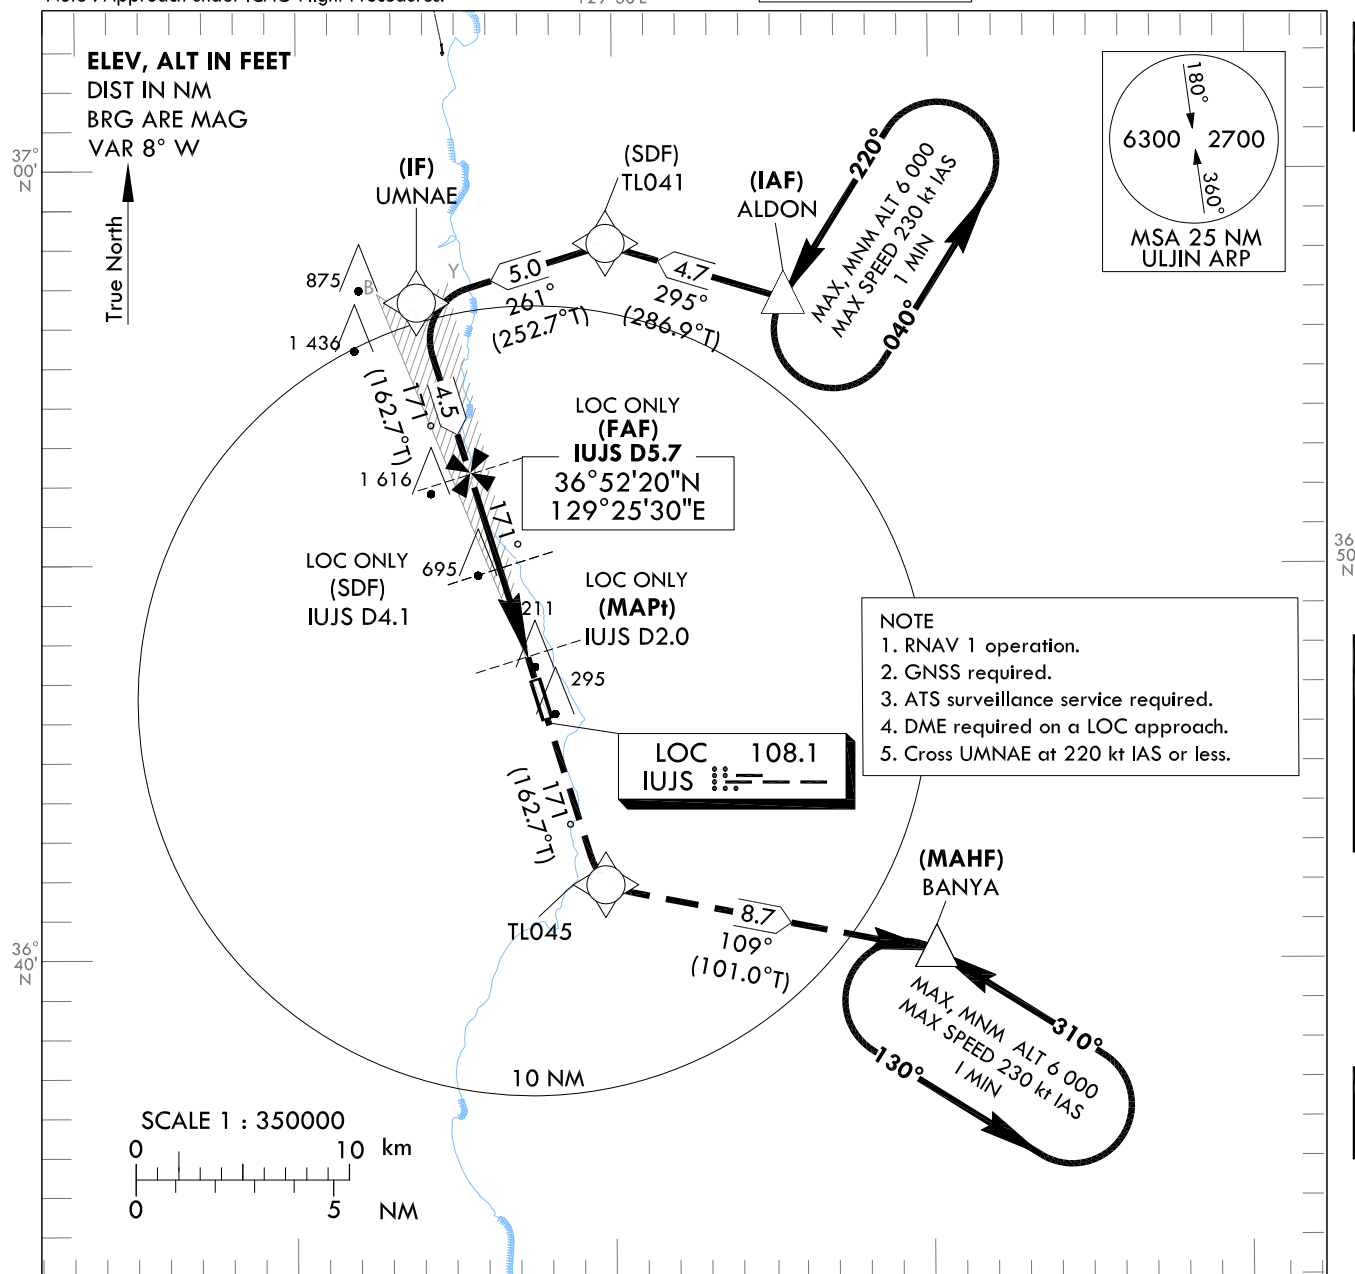 ELEV, ALT IN FEET
DIST IN NM
BRG ARE MAG
VAR 8° W
True North
37°
00'
N
(IF)
UMNAE
(SDF)
TL041
(IAF)
ALDON
220°
MAX, MNM ALT 6 000
MAX SPEED 230 kt IAS
1 MIN
040°
180°
6300
2700
360°
MSA 25 NM
ULJIN ARP
875
B
Y
1 436
5.0
261°
(252.7°T)
4.7
295°
(286.9°T)
4.5
171°
(162.7°T)
1 616
LOC ONLY
(FAF)
IUJS D5.7
36°52'20"N
129°25'30"E
171°
LOC ONLY
(SDF)
IUJS D4.1
695
LOC ONLY
(MAPt)
IUJS D2.0
211
295
36
50
N
NOTE
1. RNAV 1 operation.
2. GNSS required.
3. ATS surveillance service required.
4. DME required on a LOC approach.
5. Cross UMNAE at 220 kt IAS or less.
LOC 108.1
IUJS
171°
(162.7°T)
TL045
8.7
109°
(101.0°T)
(MAHF)
BANYA
36°
40'
N
310°
MAX, MNM ALT 6 000
MAX SPEED 230 kt IAS
1 MIN
130°
10 NM
SCALE 1 : 350000
0 10 km
0 5 NM